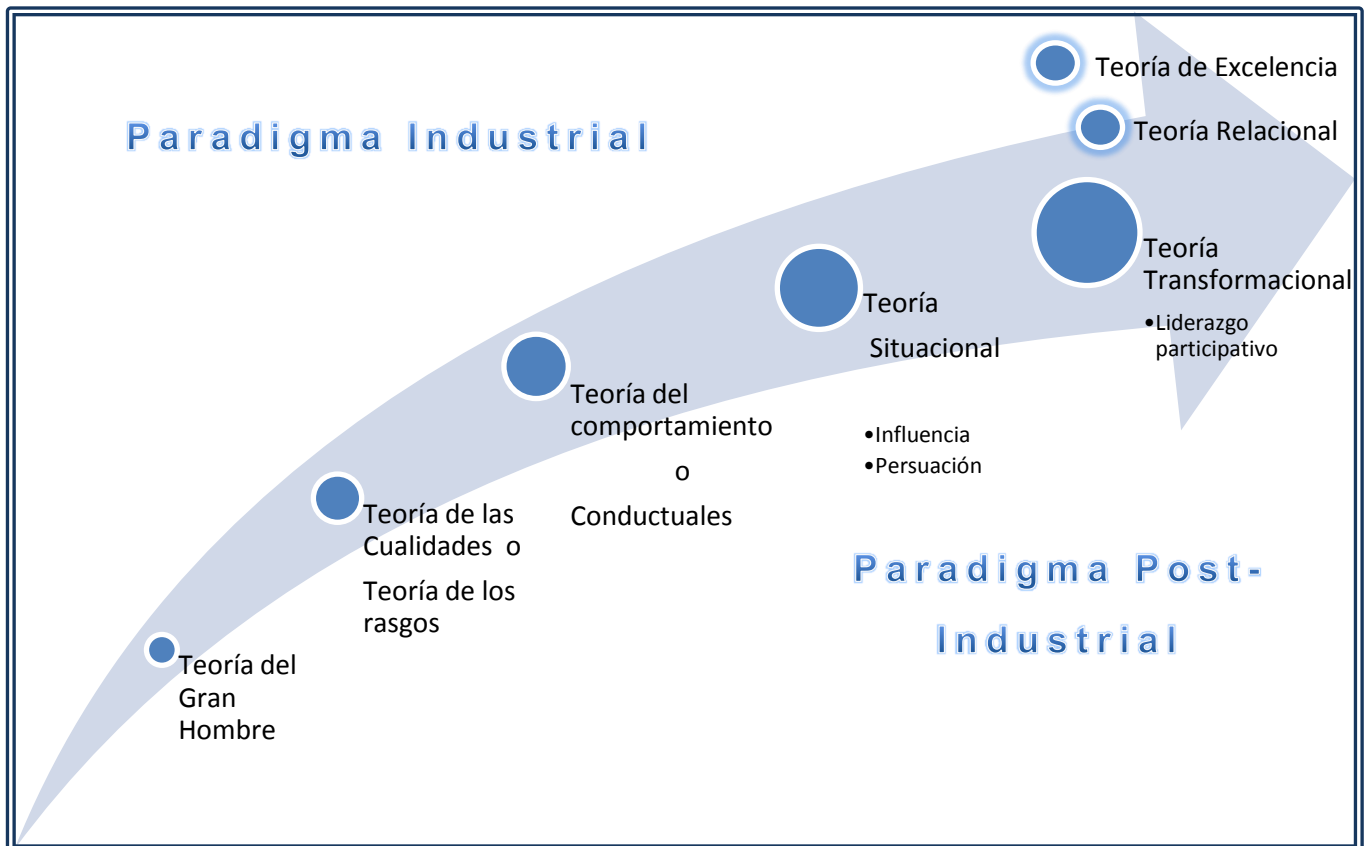 Paradigma Industrial
Teoría de Excelencia
Teoría Relacional
Teoría
Transformacional
•Liderazgo
participativo
Teoría
Situacional
•Influencia
•Persuación
Teoría del
comportamiento
o
Conductuales
Teoría de las
Cualidades o
Teoría de los
rasgos
Teoría del
Gran
Hombre
Paradigma Post-
Industrial